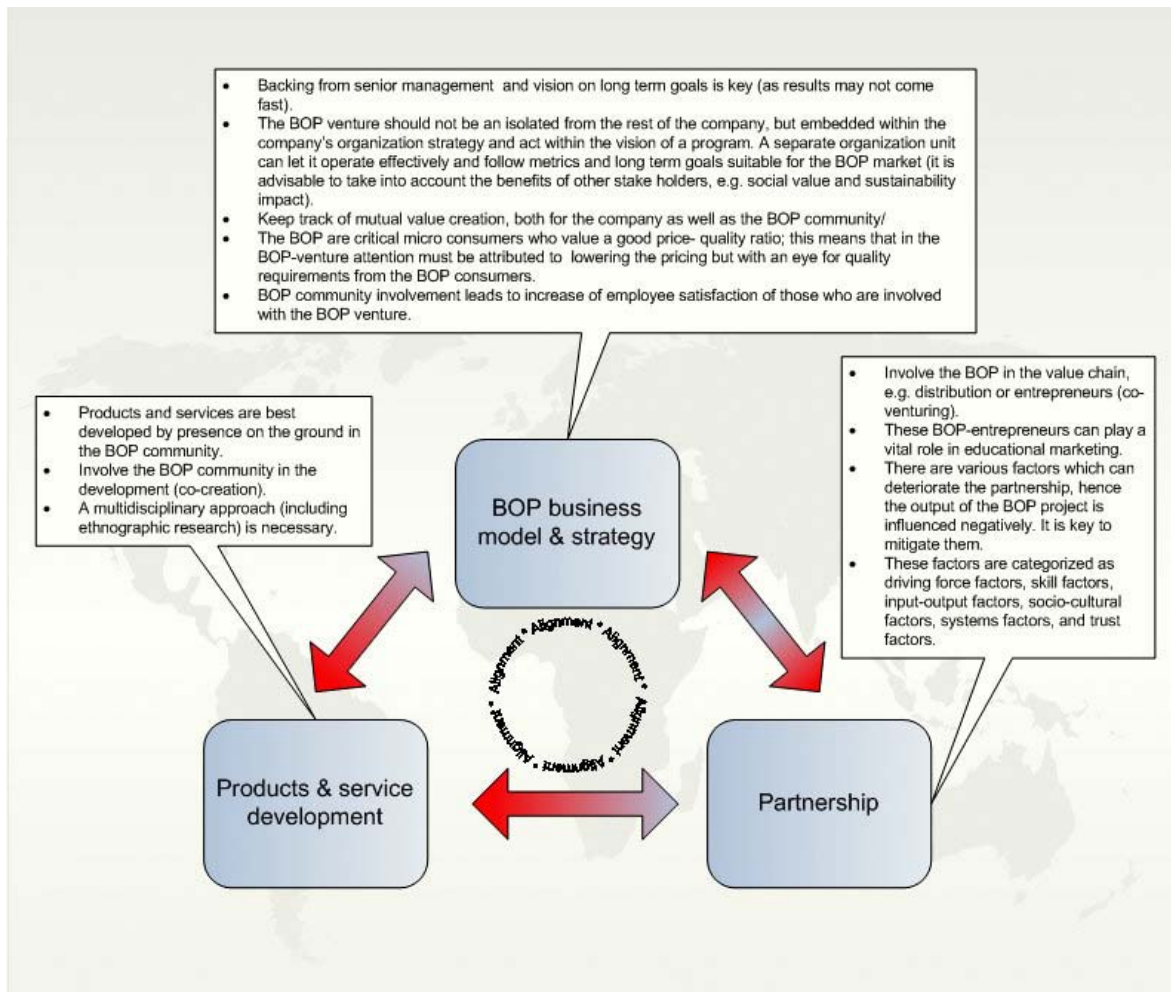 • Backing from senior management and vision on long term goals is key (as results may not come
fast).
• The BOP venture should not be an isolated from the rest of the company, but embedded within the
company's organization strategy and act within the vision of a program. A separate organization unit
can let it operate effectively and follow metrics and long term goals suitable for the BOP market (it is
advisable to take into account the benefits of other stake holders, e.g. social value and sustainability
impact).
• Keep track of mutual value creation, both for the company as well as the BOP community/
• The BOP are critical micro consumers who value a good price- quality ratio; this means that in the
BOP-venture attention must be attributed to lowering the pricing but with an eye for quality
requirements from the BOP consumers.
• BOP community involvement leads to increase of employee satisfaction of those who are involved
with the BOP venture.
• Products and services are best
developed by presence on the ground in
the BOP community.
• Involve the BOP community in the
development (co-creation).
• A multidisciplinary approach (including
ethnographic research) is necessary.
• Involve the BOP in the value chain,
e.g. distribution or entrepreneurs (co-
venturing).
• These BOP-entrepreneurs can play a
vital role in educational marketing.
• There are various factors which can
deteriorate the partnership, hence
the output of the BOP project is
influenced negatively. It is key to
mitigate them.
• These factors are categorized as
driving force factors, skill factors,
input-output factors, socio-cultural
factors, systems factors, and trust
factors.
BOP business
model & strategy
Alignment * Alignment * Alignment * Alignment * Alignment * Alignment * Alignment *
Products & service
development
Partnership